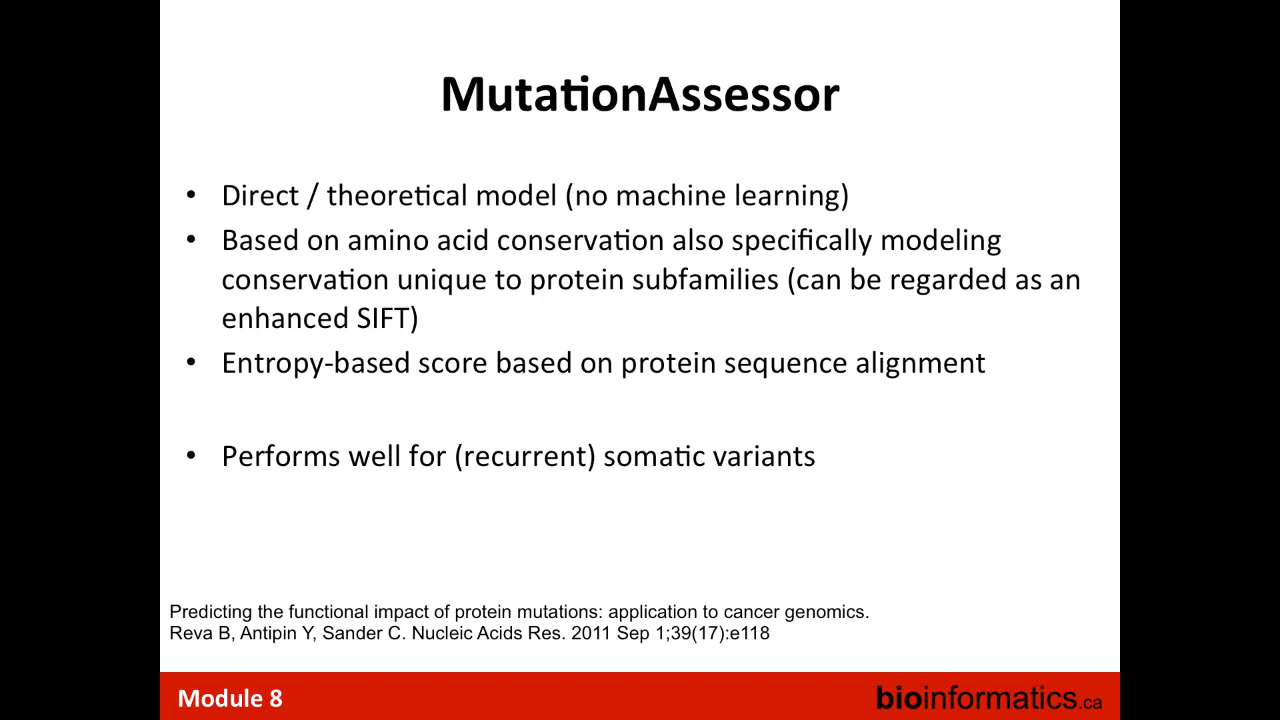 MutationAssessor
• Direct / theoretical model (no machine learning)
• Based on amino acid conservation also specifically modeling
conservation unique to protein subfamilies (can be regarded as an
enhanced SIFT)
• Entropy-based score based on protein sequence alignment
• Performs well for (recurrent) somatic variants
Predicting the functional impact of protein mutations: application to cancer genomics.
Reva B, Antipin Y, Sander C. Nucleic Acids Res. 2011 Sep 1;39(17):e118
Module 8
bioinformatics.ca